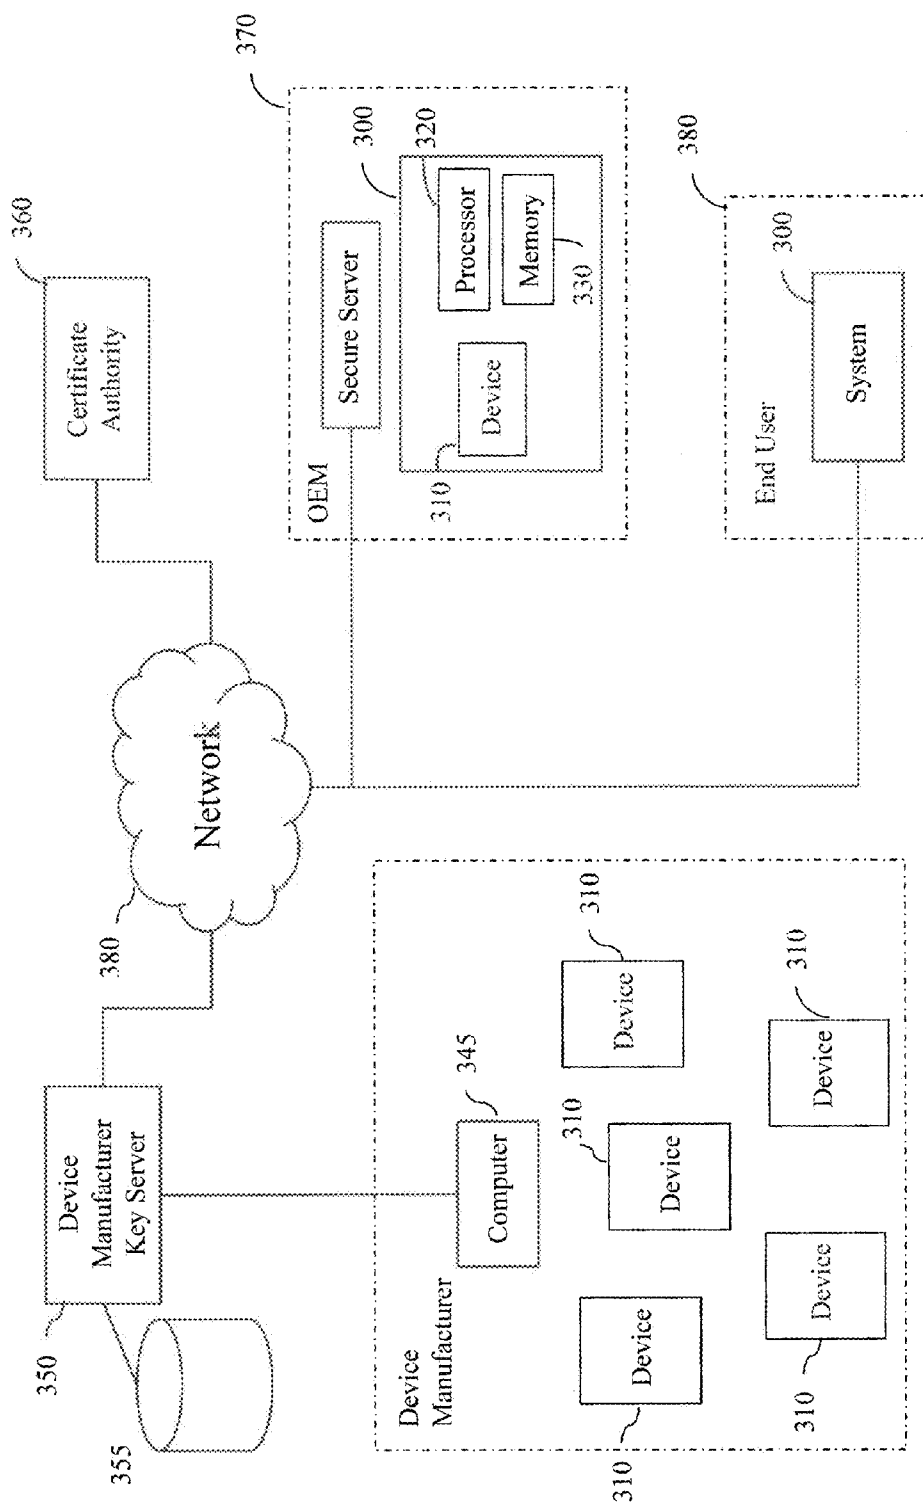 350
355
Device
Manufacturer
Key Server
380
Network
360
Certificate
Authority
Device
Manufacturer
Computer
345
310
Device
310
Device
310
Device
310
Device
310
Device
370
OEM
Secure Server
300
310
Device
320
Processor
Memory
330
380
End User
300
System